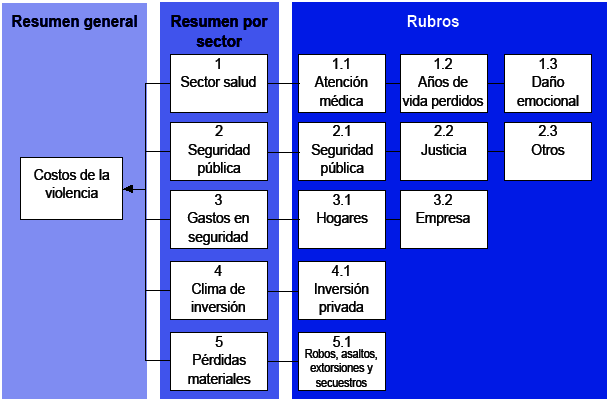 Resumen general
Resumen por
sector
Rubros
1
Sector salud
1.1
Atención
médica
1.2
Años de
vida perdidos
1.3
Daño
emocional
2
Seguridad
pública
2.1
Seguridad
pública
2.2
Justicia
2.3
Otros
Costos de la
violencia
3
Gastos en
seguridad
3.1
Hogares
3.2
Empresa
4
Clima de
inversión
4.1
Inversión
privada
5
Pérdidas
materiales
5.1
Robos, asaltos,
extorsiones y
secuestros